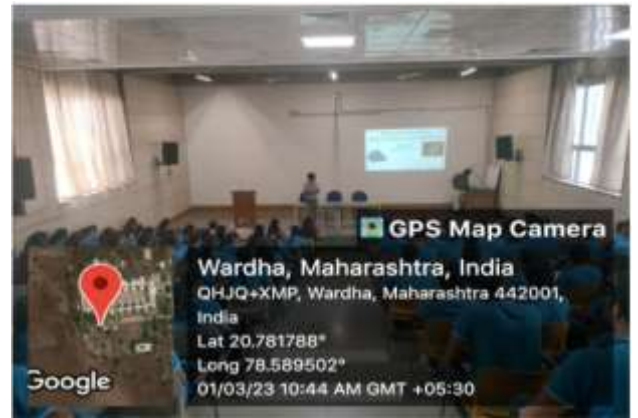 GPS Map Camera
Wardha, Maharashtra, India
QHJQ+XMP, Wardha, Maharashtra 442001,
India
Lat 20.781788°
Long 78.589502°
01/03/23 10:44 AM GMT +05:30
Google